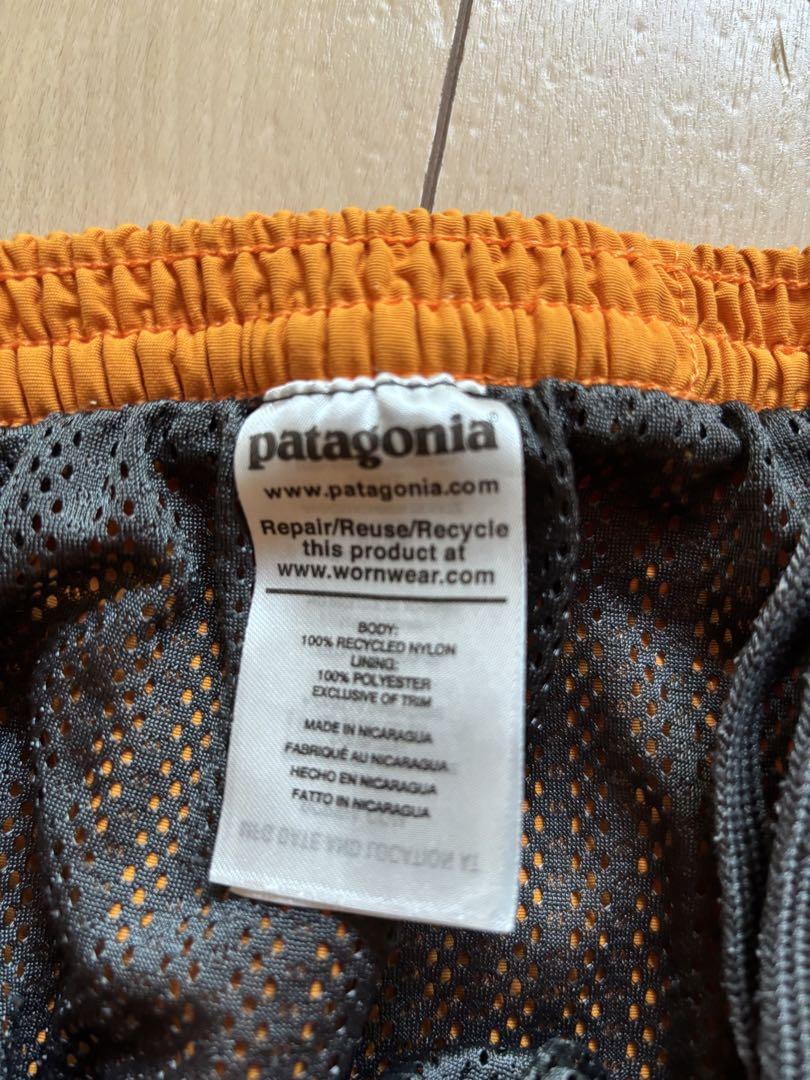 patagonia®
www.patagonia.com
Repair/Reuse/Recycle
this product at
www.wornwear.com
BODY:
100% RECYCLED NYLON
LINING:
100% POLYESTER
EXCLUSIVE OF TRIM
MADE IN NICARAGUA
FABRIQUÉ AU NICARAGUA
HECHO EN NICARAGUA
FATTO IN NICARAGUA